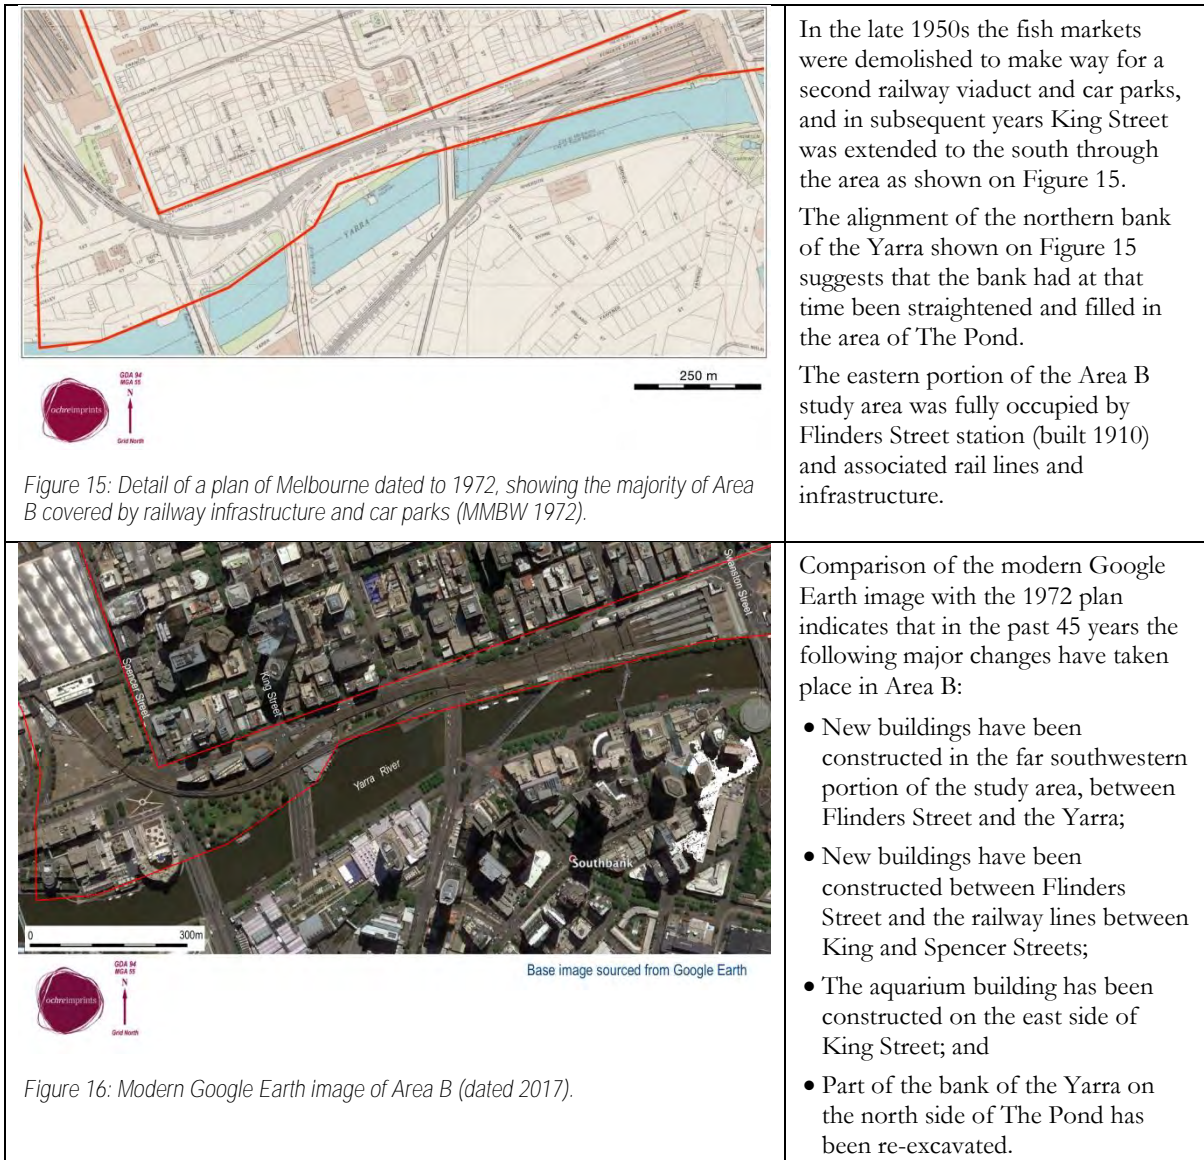 In the late 1950s the fish markets
were demolished to make way for a
second railway viaduct and car parks,
and in subsequent years King Street
was extended to the south through
the area as shown on Figure 15.
The alignment of the northern bank
of the Yarra shown on Figure 15
suggests that the bank had at that
time been straightened and filled in
the area of The Pond.
The eastern portion of the Area B
study area was fully occupied by
Flinders Street station (built 1910)
and associated rail lines and
infrastructure.
YARRA
GDA 94
MGA 55
N
ochreimprints
Grid North
250 m
Figure 15: Detail of a plan of Melbourne dated to 1972, showing the majority of Area
B covered by railway infrastructure and car parks (MMBW 1972).
Swanston Street
Spencer Street
King Street
Yarra River
Southbank
0
300m
Base image sourced from Google Earth
GDA 94
MGA 55
N
ochreimprints
Grid North
Figure 16: Modern Google Earth image of Area B (dated 2017).
Comparison of the modern Google
Earth image with the 1972 plan
indicates that in the past 45 years the
following major changes have taken
place in Area B:
• New buildings have been
constructed in the far southwestern
portion of the study area, between
Flinders Street and the Yarra;
• New buildings have been
constructed between Flinders
Street and the railway lines between
King and Spencer Streets;
• The aquarium building has been
constructed on the east side of
King Street; and
• Part of the bank of the Yarra on
the north side of The Pond has
been re-excavated.